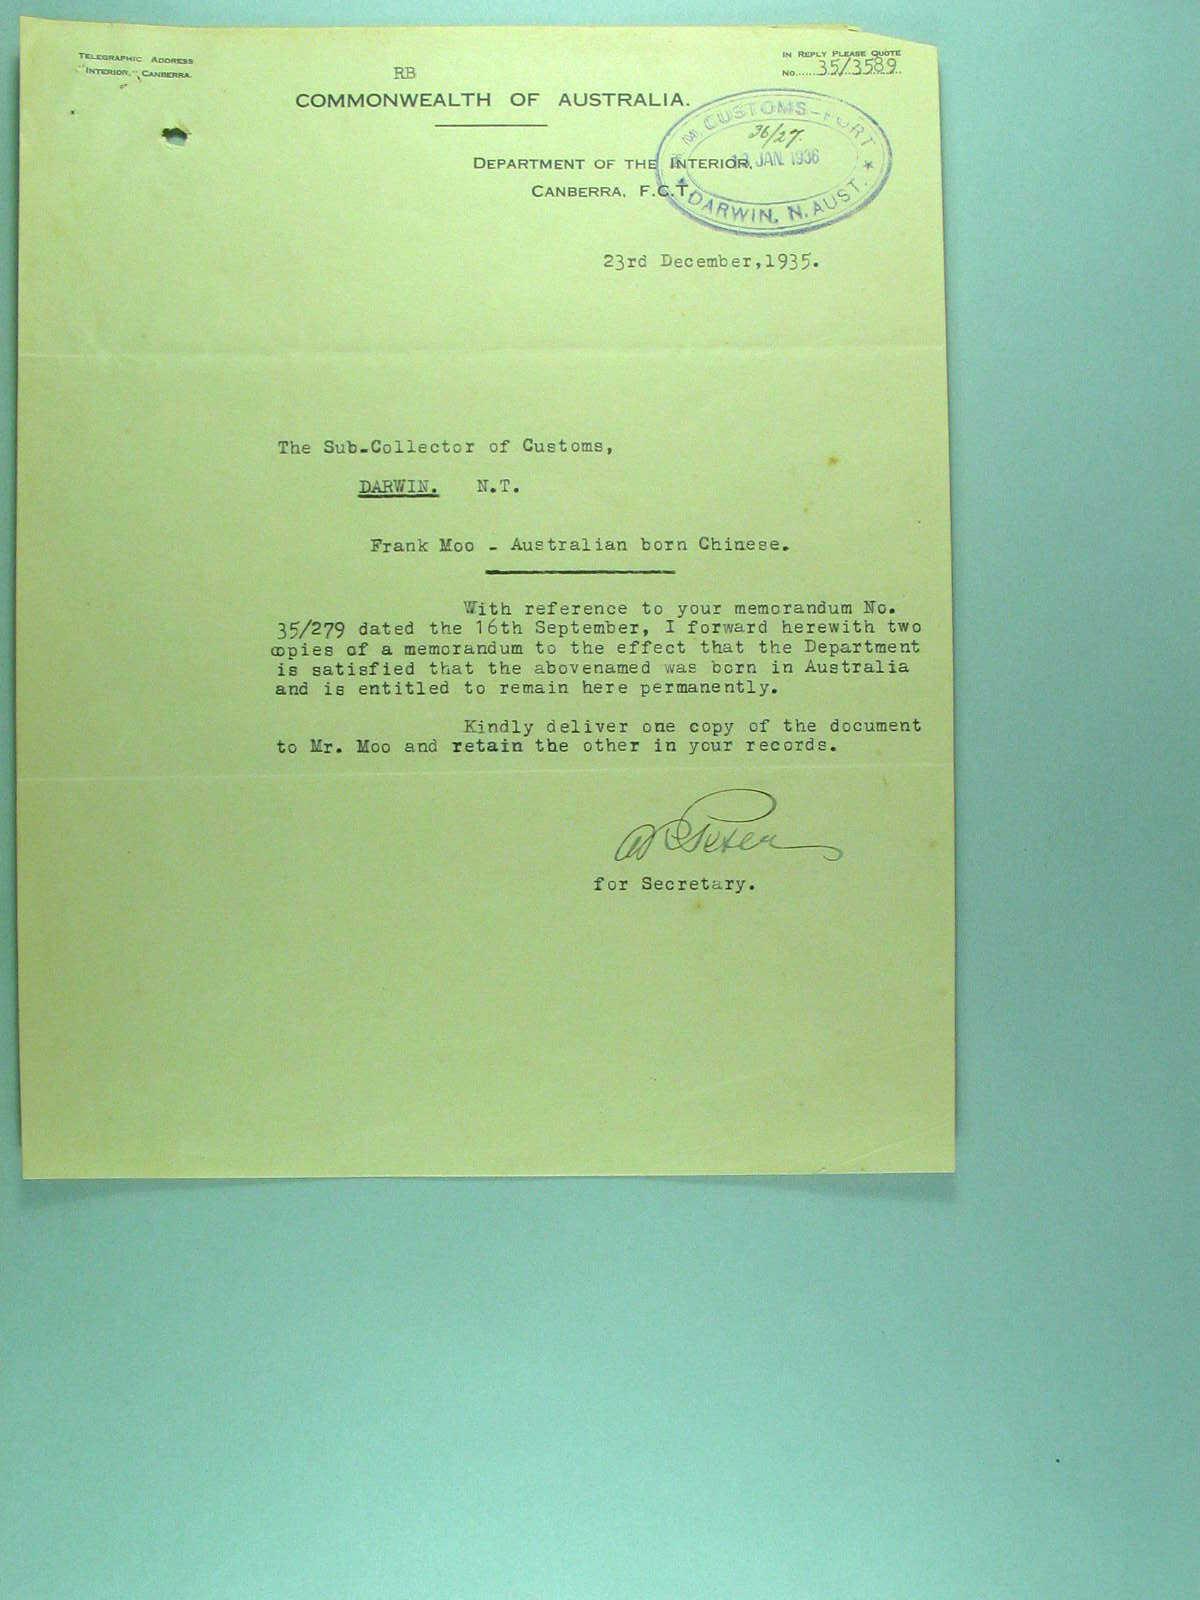 TELEGRAPHIC ADDRESS
"INTERIOR," CANBERRA.
IN REPLY PLEASE QUOTE
NO. 35/3589
RB
COMMONWEALTH OF AUSTRALIA.
DEPARTMENT OF THE INTERIOR,
CANBERRA, F.C.T.
H.M. CUSTOMS-PORT
36/27.
JAN. 1936
DARWIN, N. AUST.
23rd December,1935.
The Sub-Collector of Customs,
DARWIN. N.T.
Frank Moo - Australian born Chinese.
With reference to your memorandum No.
35/279 dated the 16th September, I forward herewith two
copies of a memorandum to the effect that the Department
is satisfied that the abovenamed was born in Australia
and is entitled to remain here permanently.
Kindly deliver one copy of the document
to Mr. Moo and retain the other in your records.
for Secretary.